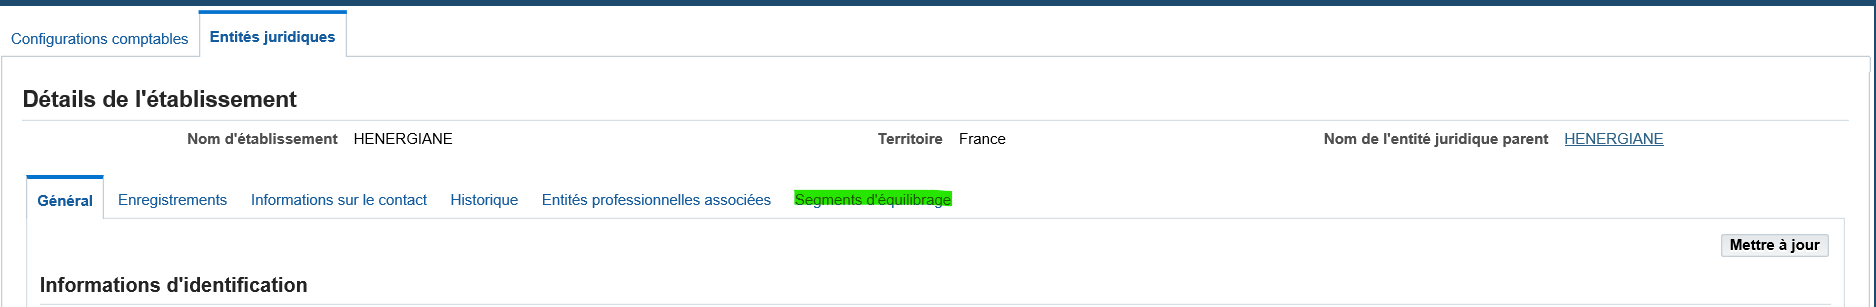 Configurations comptables Entités juridiques
Détails de l'établissement
Nom d'établissement HENERGIANE Territoire France Nom de l'entité juridique parent HENERGIANE
Général Enregistrements Informations sur le contact Historique Entités professionnelles associées Segments d'équilibrage
Mettre à jour
Informations d'identification